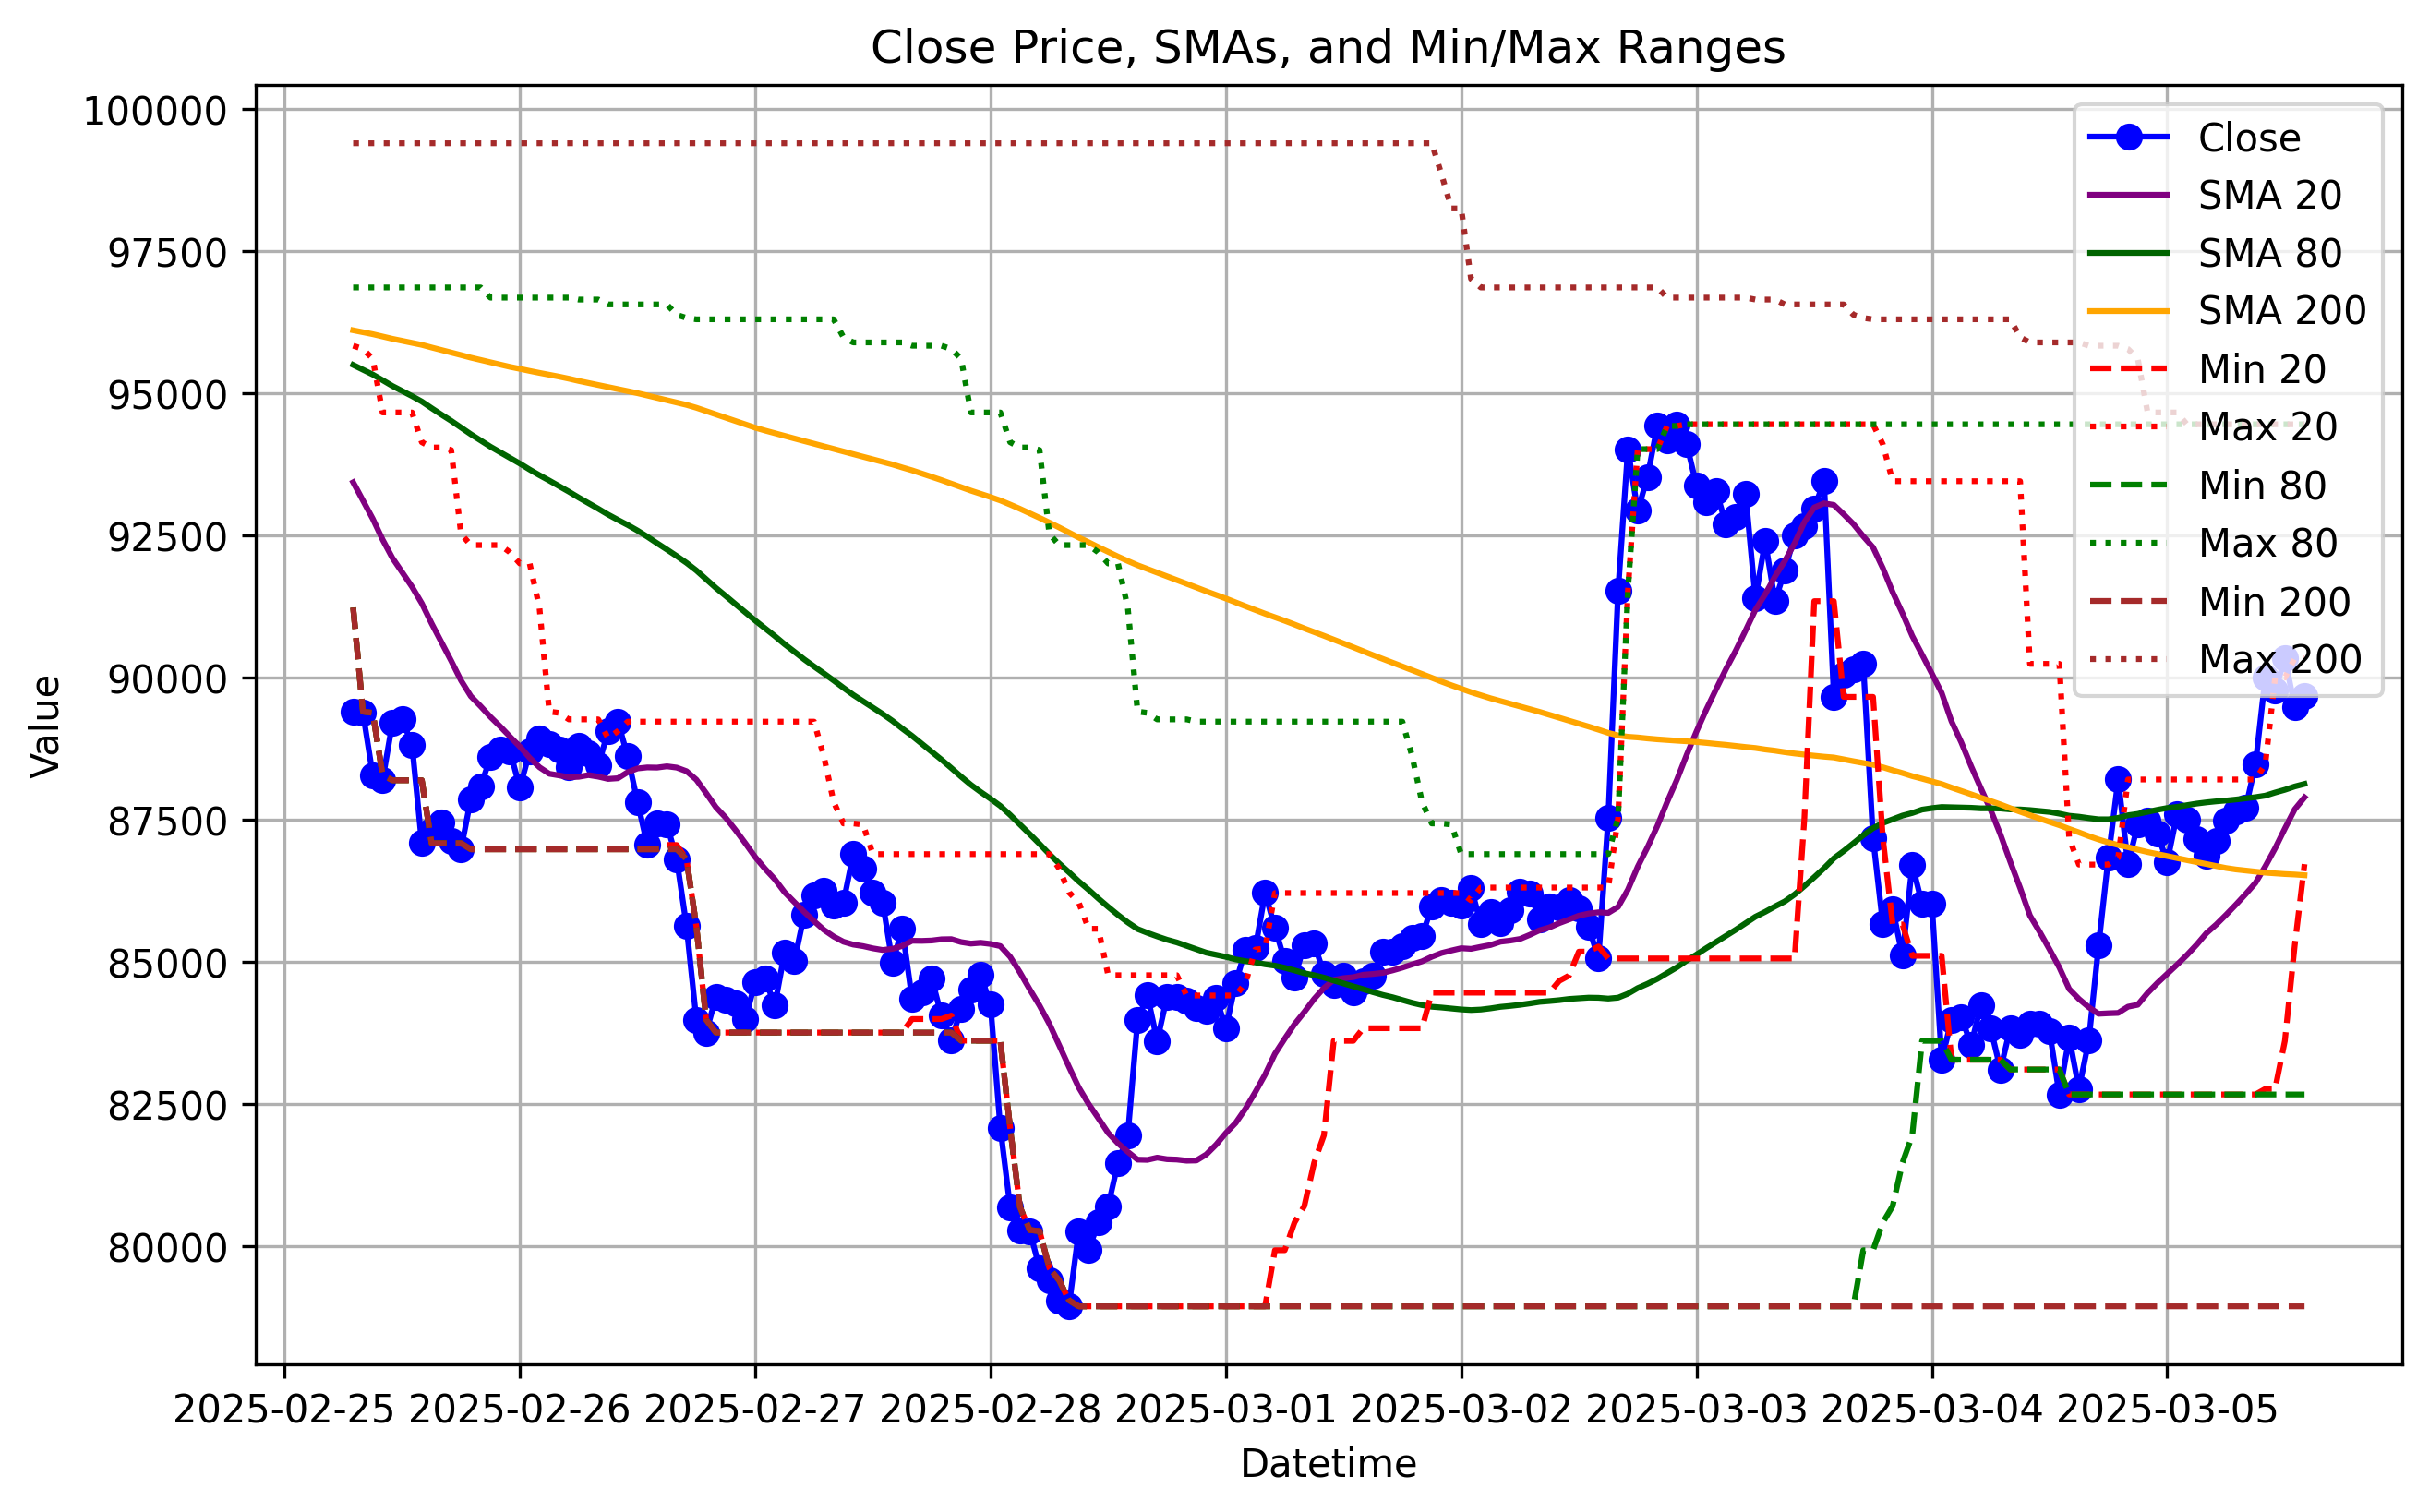 Close Price, SMAs, and Min/Max Ranges
100000
97500
95000
92500
90000
87500
85000
82500
80000
Value
Close
SMA 20
SMA 80
SMA 200
Min 20
Max 20
Min 80
Max 80
Min 200
Max 200
2025-02-25 2025-02-26 2025-02-27 2025-02-28 2025-03-01 2025-03-02 2025-03-03 2025-03-04 2025-03-05
Datetime